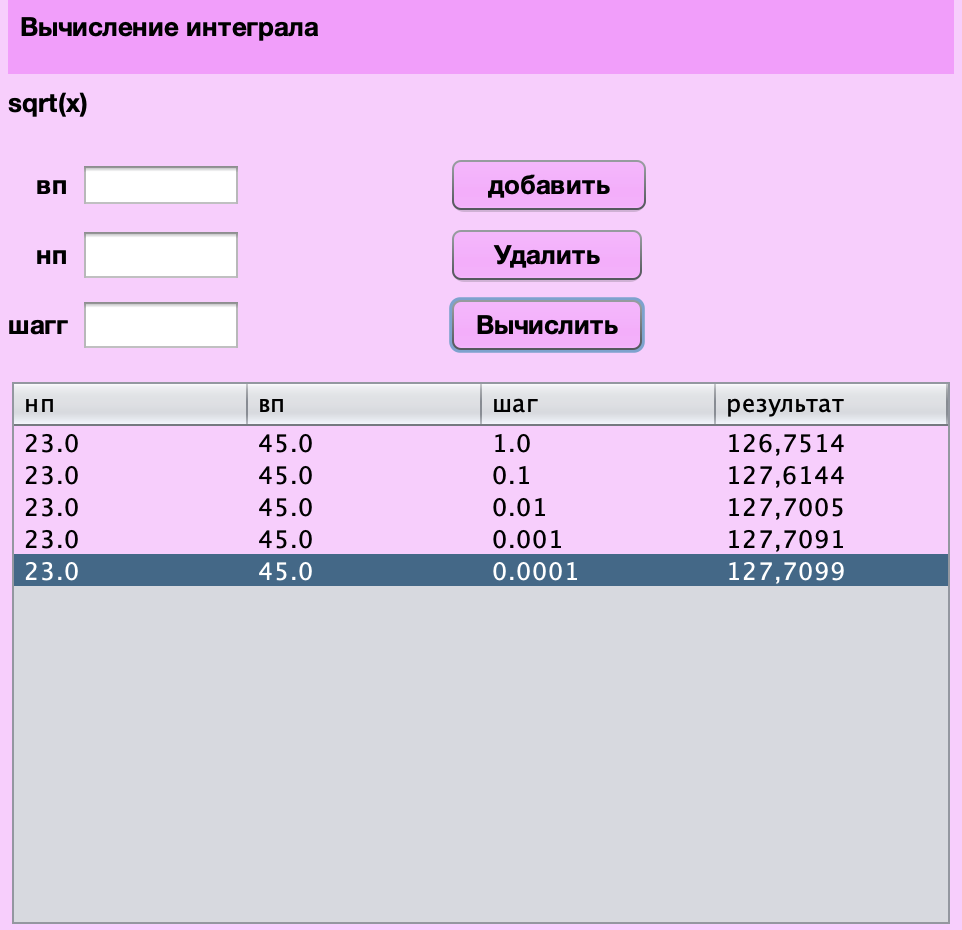 Вычисление интеграла
sqrt(x)
вп добавить
нп Удалить
шагг Вычислить
нп вп шаг результат
23.0 45.0 1.0 126,7514
23.0 45.0 0.1 127,6144
23.0 45.0 0.01 127,7005
23.0 45.0 0.001 127,7091
23.0 45.0 0.0001 127,7099